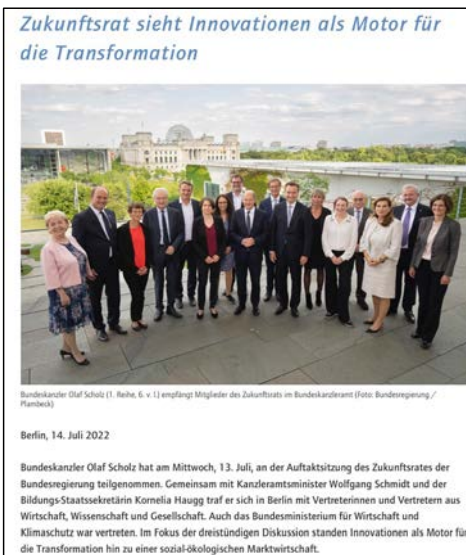 Zukunftsrat sieht Innovationen als Motor für
die Transformation
Bundeskanzler Olaf Scholz (1. Reihe, 6. v. l.) empfängt Mitglieder des Zukunftsrats im Bundeskanzleramt (Foto: Bundesregierung /
Plambeck)
Berlin, 14. Juli 2022
Bundeskanzler Olaf Scholz hat am Mittwoch, 13. Juli, an der Auftaktsitzung des Zukunftsrates der
Bundesregierung teilgenommen. Gemeinsam mit Kanzleramtsminister Wolfgang Schmidt und der
Bildungs-Staatssekretärin Kornelia Haugg traf er sich in Berlin mit Vertreterinnen und Vertretern aus
Wirtschaft, Wissenschaft und Gesellschaft. Auch das Bundesministerium für Wirtschaft und
Klimaschutz war vertreten. Im Fokus der dreistündigen Diskussion standen Innovationen als Motor für
die Transformation hin zu einer sozial-ökologischen Marktwirtschaft.